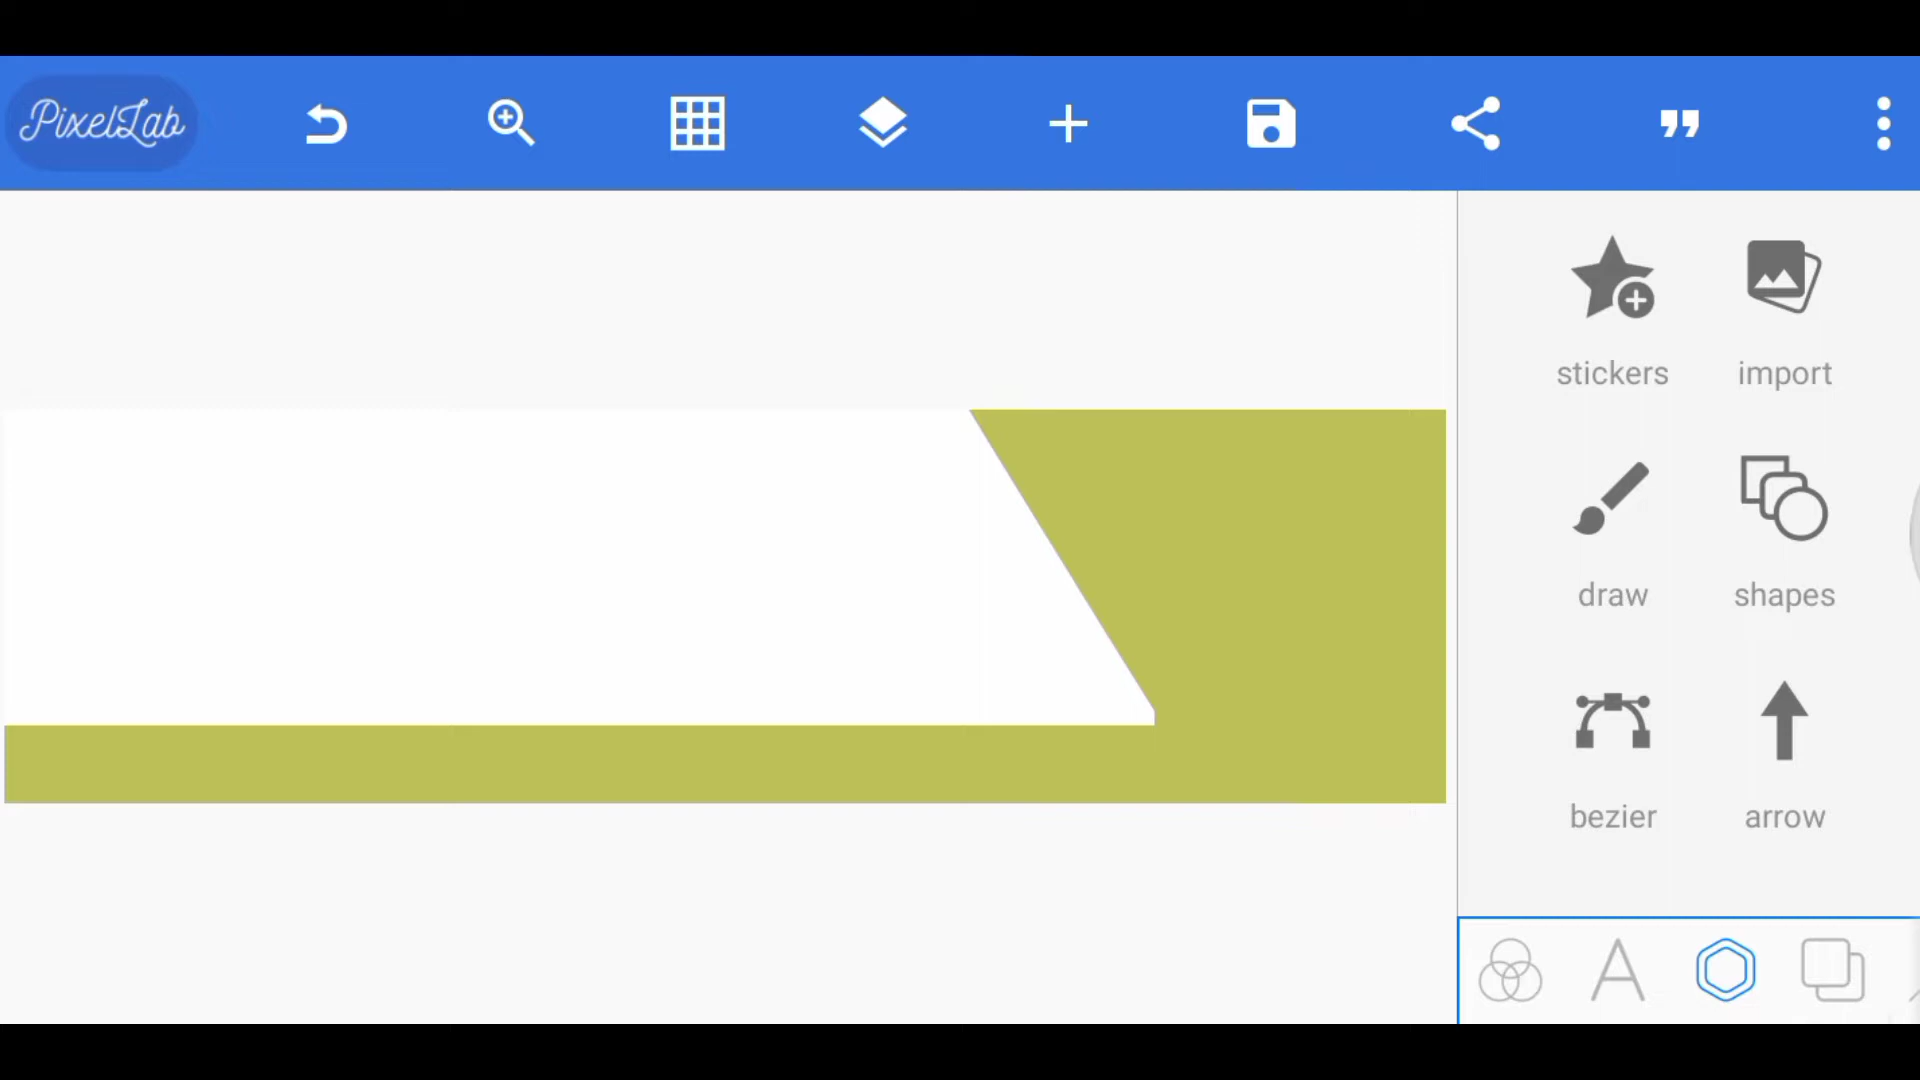 PixelLab
stickers
import
draw
shapes
bezier
arrow